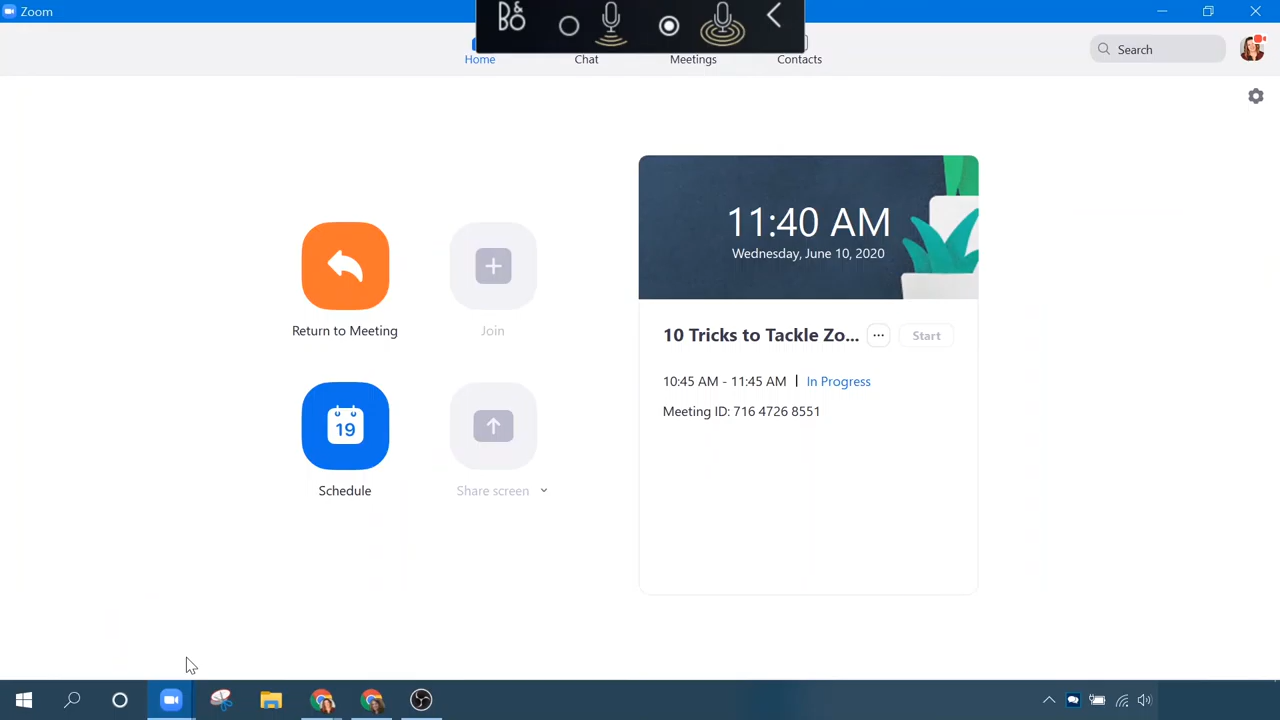 Zoom
B&O
Home
Chat
Meetings
Contacts
Search
11:40 AM
Wednesday, June 10, 2020
Return to Meeting
Join
10 Tricks to Tackle Zo...
Start
10:45 AM - 11:45 AM | In Progress
Meeting ID: 716 4726 8551
19
Schedule
Share screen